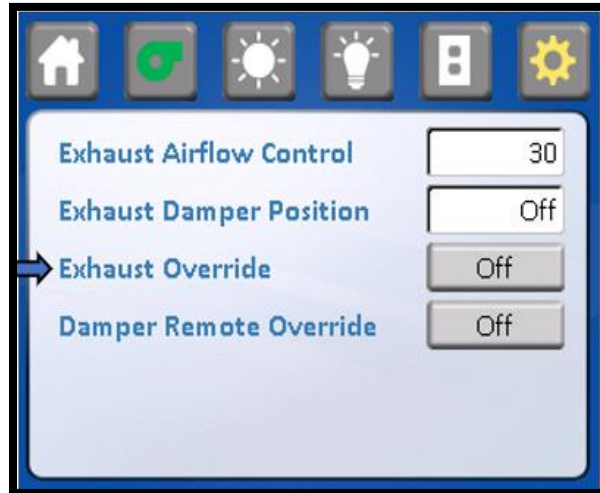 Exhaust Airflow Control 30
Exhaust Damper Position Off
Exhaust Override Off
Damper Remote Override Off